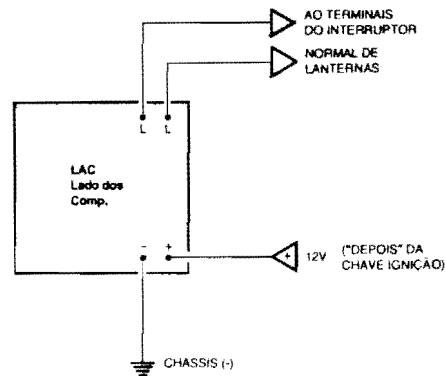 AO TERMINAIS
DO INTERRUPTOR
NORMAL DE
LANTERNAS
L L
LAC
Lado dos
Comp.
- +
+ 12V ("DEPOIS" DA
CHAVE IGNIÇÃO)
CHASSIS (-)